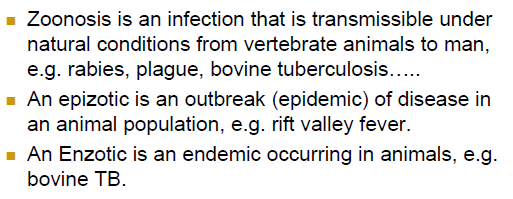 Zoonosis is an infection that is transmissible under
natural conditions from vertebrate animals to man,
e.g. rabies, plague, bovine tuberculosis…..
An epizotic is an outbreak (epidemic) of disease in
an animal population, e.g. rift valley fever.
An Enzotic is an endemic occurring in animals, e.g.
bovine TB.